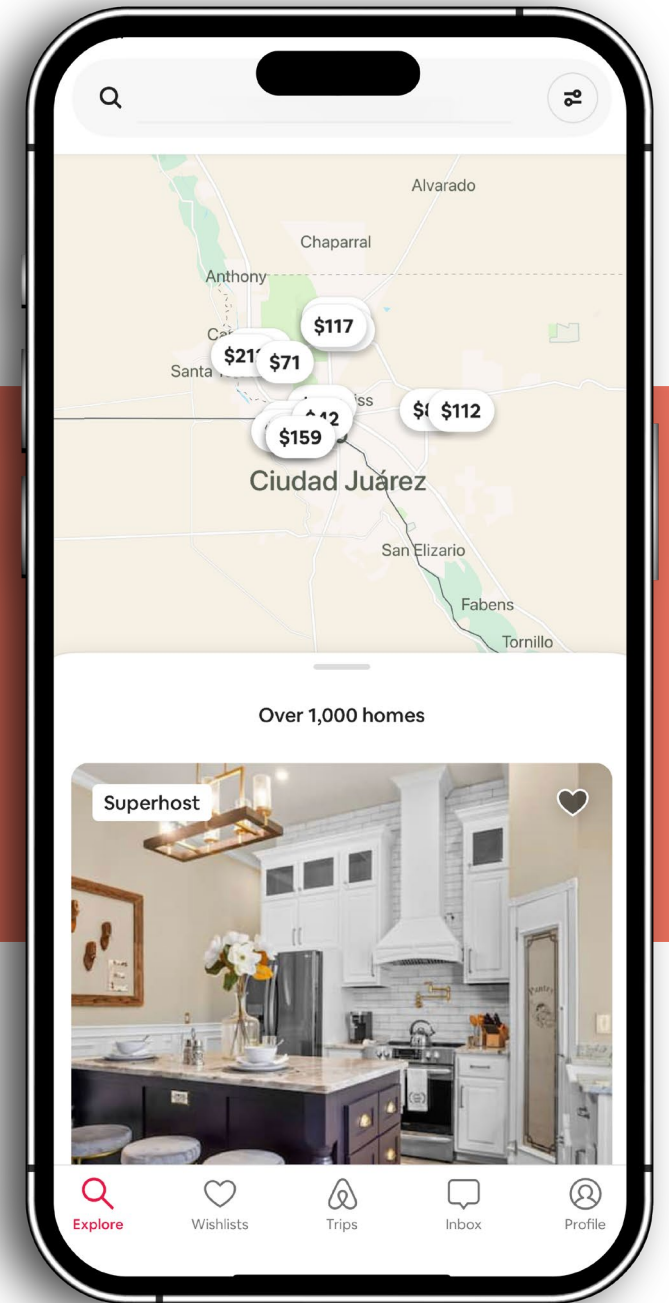 Alvarado
Chaparral
Anthony
$117
$71
Santa
$112
$159
Ciudad Juárez
San Elizario
Fabens
Tornillo
Over 1,000 homes
Superhost
Pantry
Explore
Wishlists
Trips
Inbox
Profile